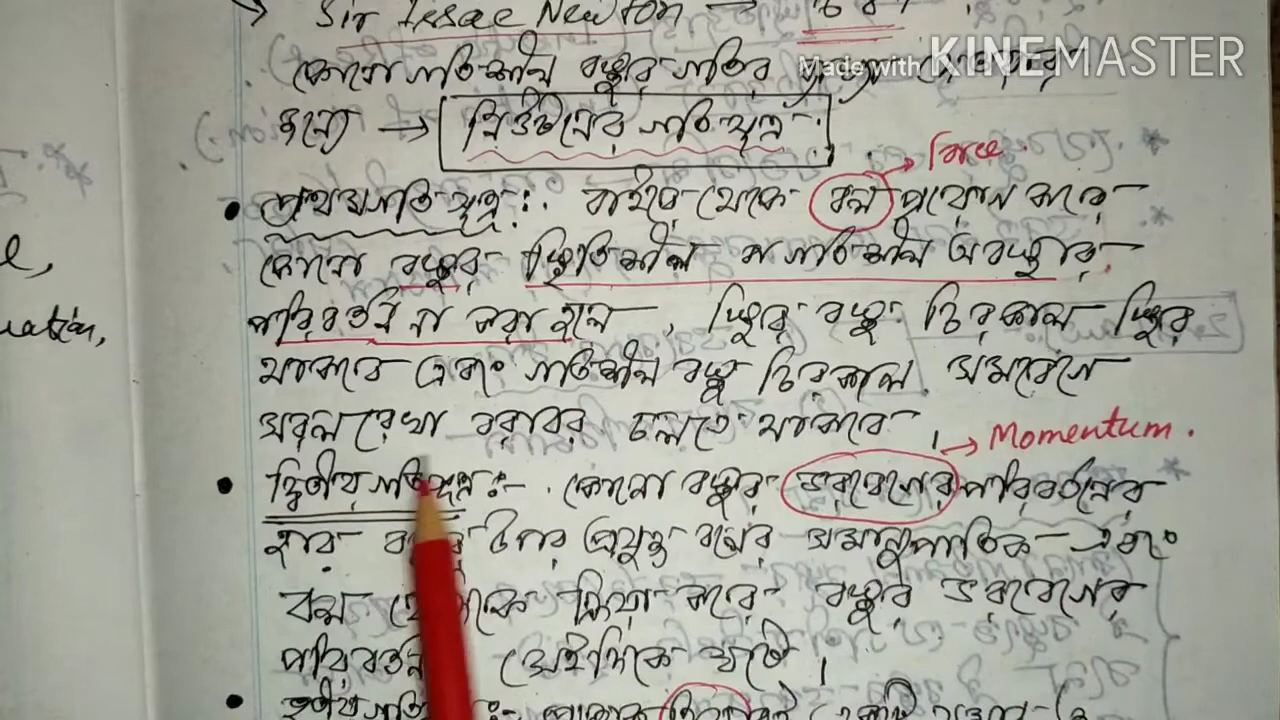 → Sir Issac Newton →
কোনো গতিশীল বস্তুর গতির
Made with KINEMASTER
জন্যে → নিউটনের গতিসূত্র
→ Force.
• প্রথম গতিসূত্র :· বাইরে থেকে বল প্রয়োগ করে
কোনো বস্তুর স্থিতিশীল বা গতিশীল অবস্থার
পরিবর্তন না করা হলে, স্থির বস্তু চিরকাল স্থির
থাকবে এবং গতিশীল বস্তু চিরকাল সমবেগে
সরলরেখা বরাবর চলতে থাকবে।
→ Momentum.
• দ্বিতীয় গতিসূত্র :- কোনো বস্তুর ভরবেগের পরিবর্তনের
হার বস্তুর উপর প্রযুক্ত বলের সমানুপাতিক এবং
বল যেদিকে ক্রিয়া করে বস্তুর ভরবেগের
পরিবর্তন সেইদিকে ঘটে।